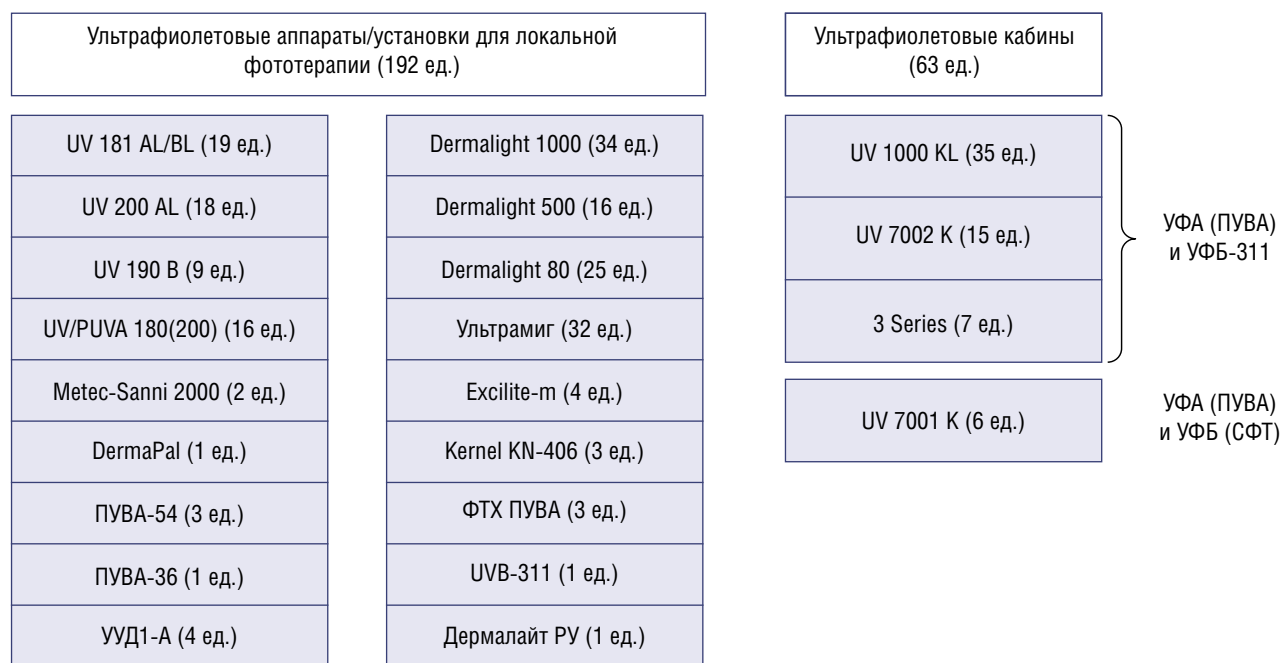 Ультрафиолетовые аппараты/установки для локальной
фототерапии (192 ед.)
UV 181 AL/BL (19 ед.)
UV 200 AL (18 ед.)
UV 190 B (9 ед.)
UV/PUVA 180(200) (16 ед.)
Metec-Sanni 2000 (2 ед.)
DermaPal (1 ед.)
ПУВА-54 (3 ед.)
ПУВА-36 (1 ед.)
УУД1-А (4 ед.)
Dermalight 1000 (34 ед.)
Dermalight 500 (16 ед.)
Dermalight 80 (25 ед.)
Ультрамиг (32 ед.)
Excilite-m (4 ед.)
Kernel KN-406 (3 ед.)
ФТХ ПУВА (3 ед.)
UVB-311 (1 ед.)
Дермалайт РУ (1 ед.)
Ультрафиолетовые кабины
(63 ед.)
UV 1000 KL (35 ед.)
UV 7002 K (15 ед.)
3 Series (7 ед.)
УФА (ПУВА)
и УФБ-311
UV 7001 K (6 ед.)
УФА (ПУВА)
и УФБ (СФТ)